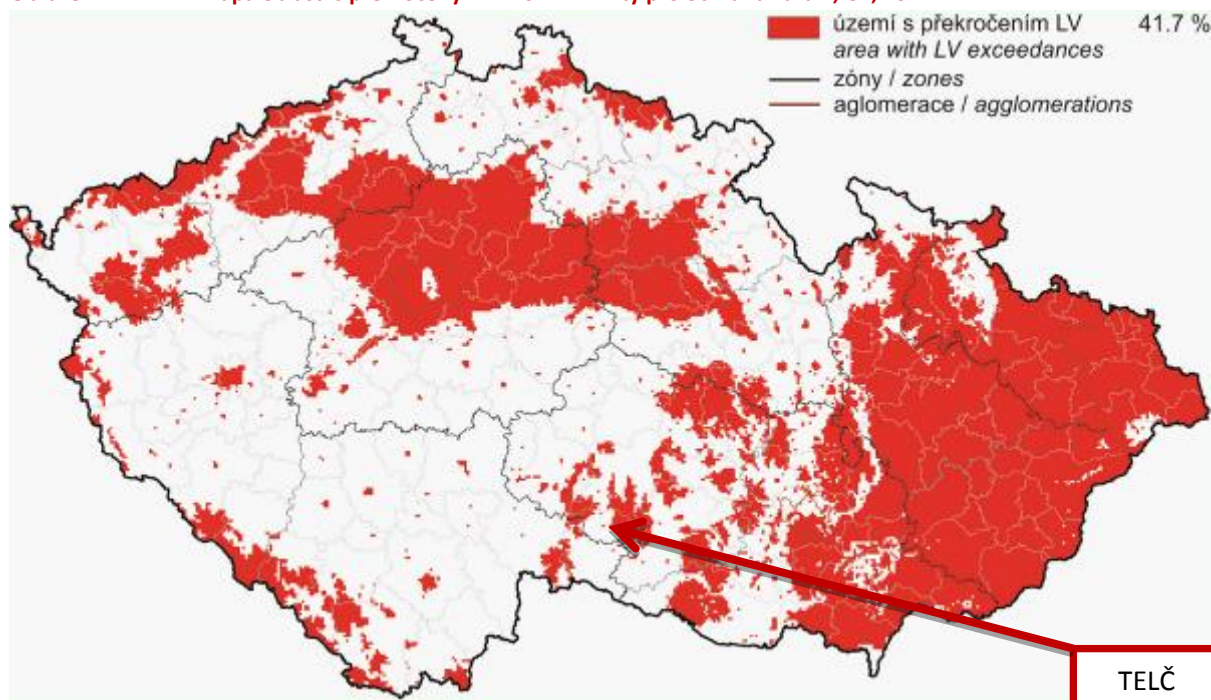 území s překročením LV 41.7 %
area with LV exceedances
zóny / zones
aglomerace / agglomerations
TELČ